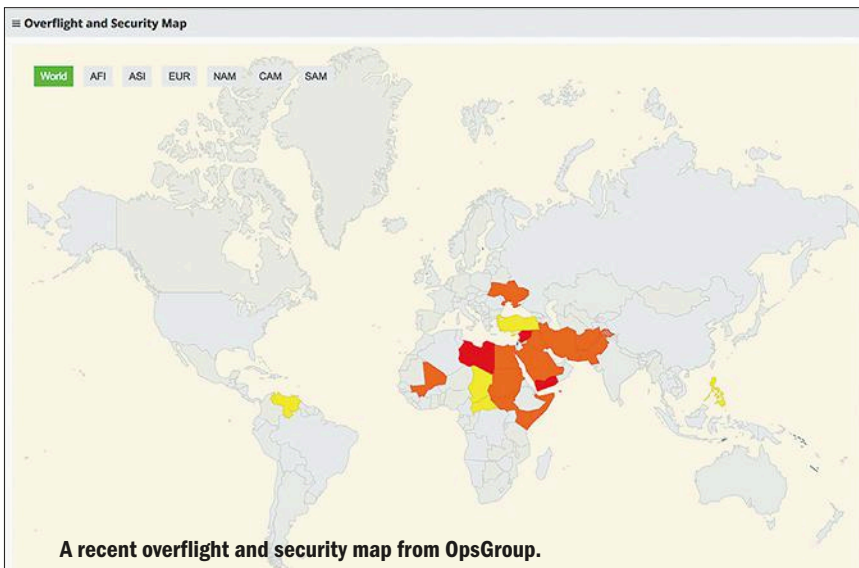 ≡ Overflight and Security Map
World AFI ASI EUR NAM CAM SAM
A recent overflight and security map from OpsGroup.